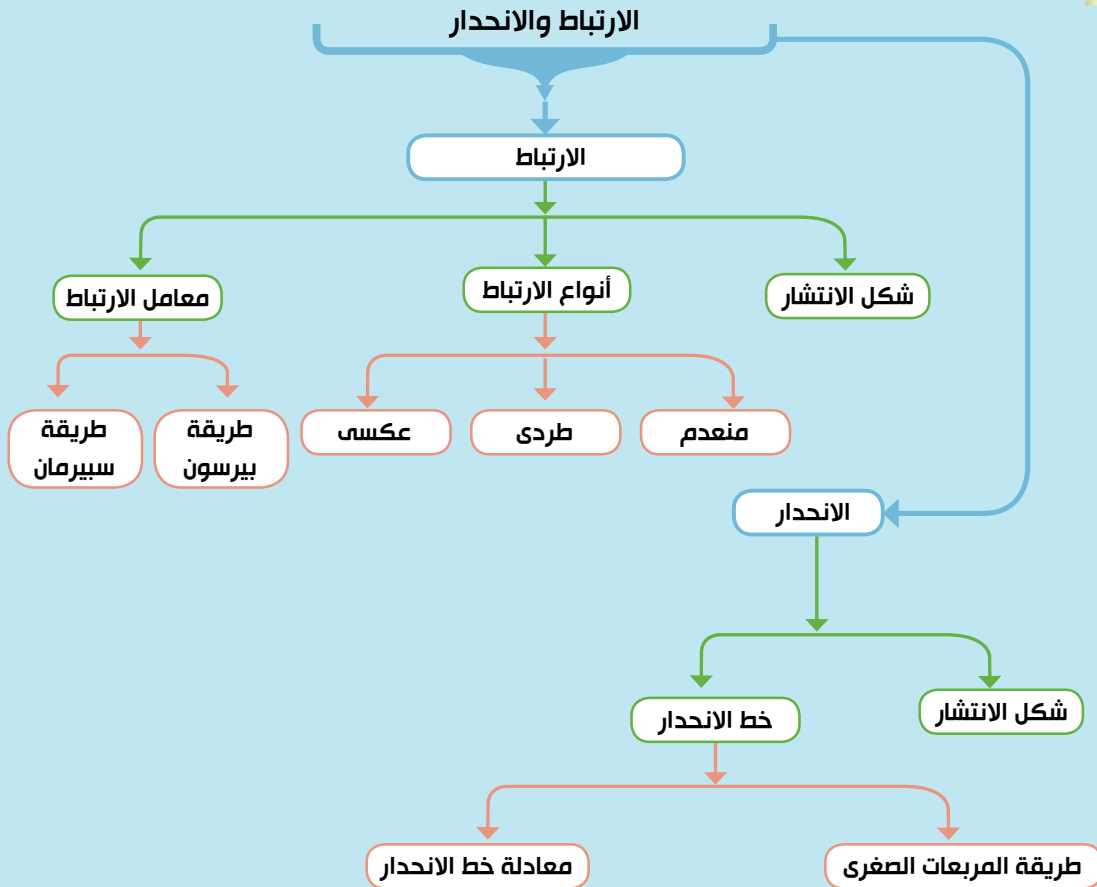 الارتباط والانحدار
الارتباط
شكل الانتشار
أنواع الارتباط
معامل الارتباط
منعدم
طردى
عكسى
طريقة
بيرسون
طريقة
سبيرمان
الانحدار
شكل الانتشار
خط الانحدار
طريقة المربعات الصغرى
معادلة خط الانحدار